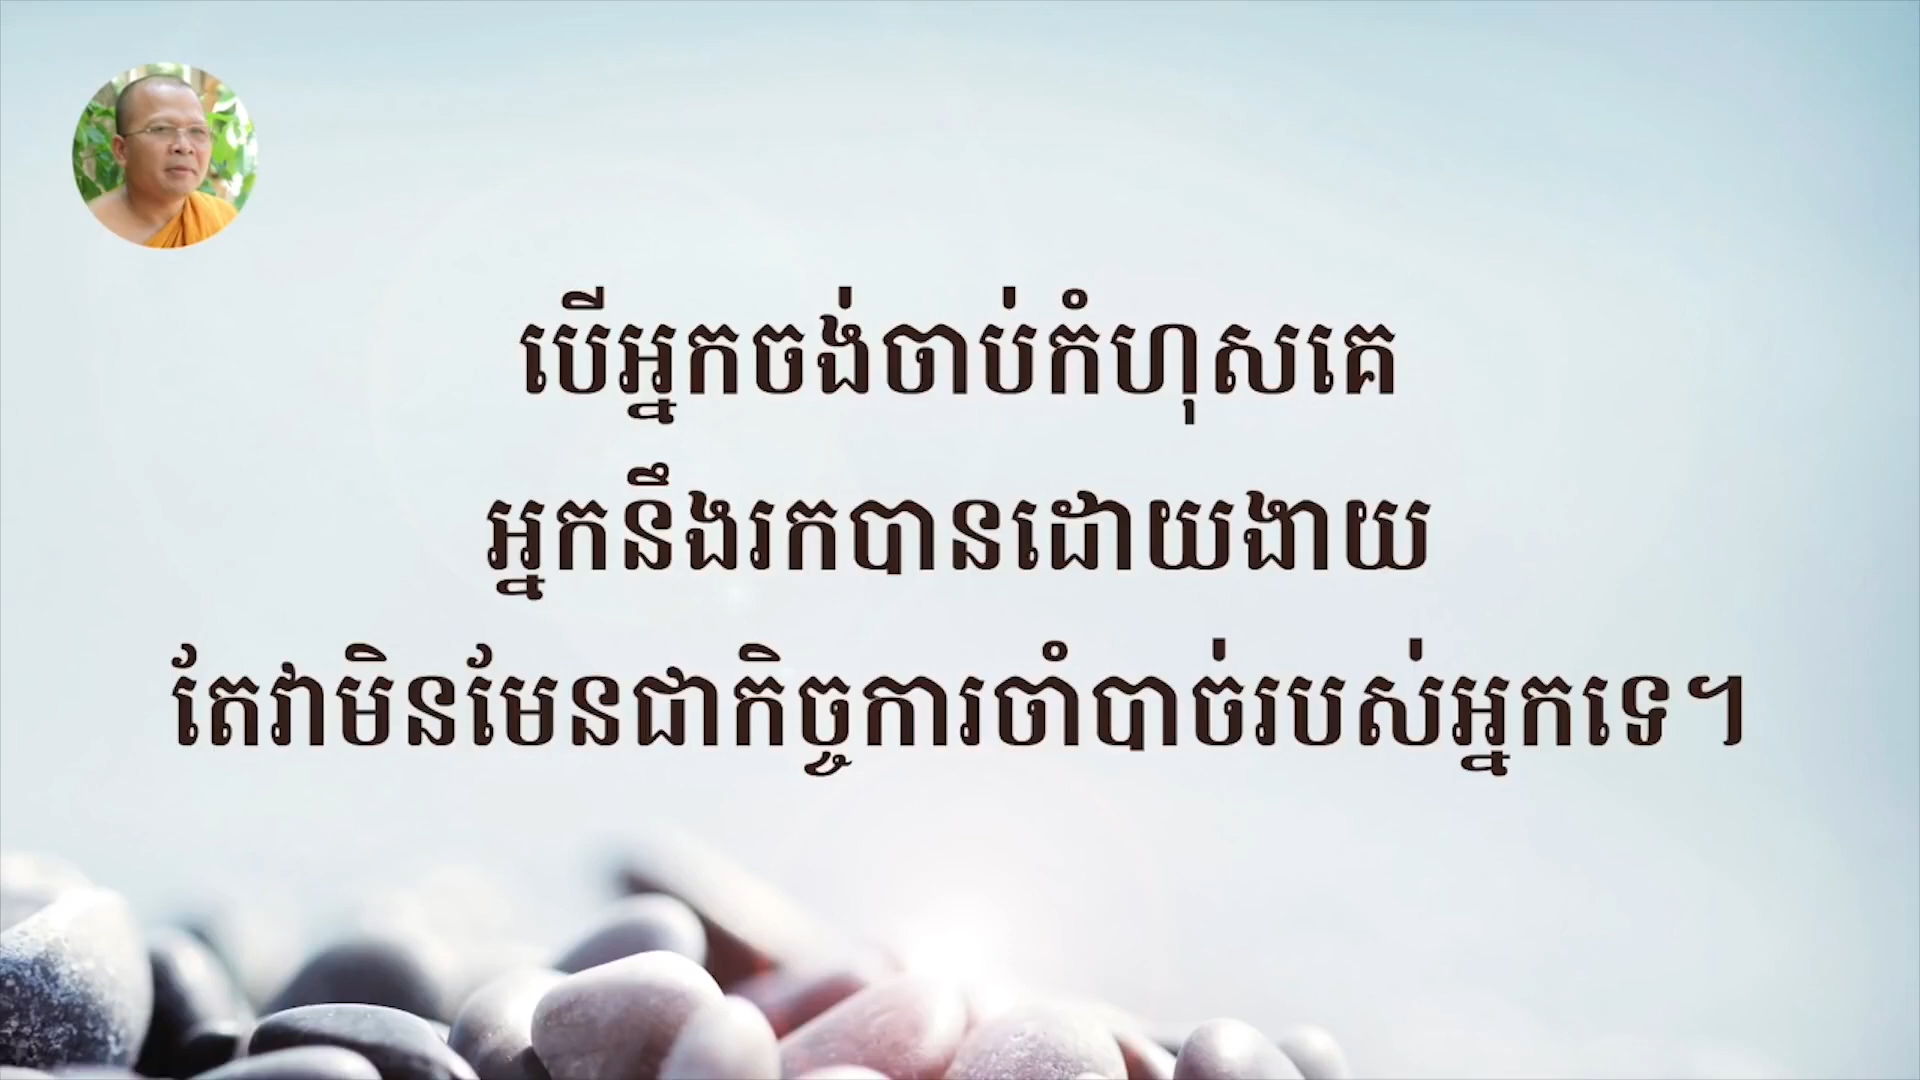 បើអ្នកចង់ចាប់កំហុសគេ
អ្នកនឹងរកបានដោយងាយ
តែវាមិនមែនជាកិច្ចការចាំបាច់របស់អ្នកទេ។